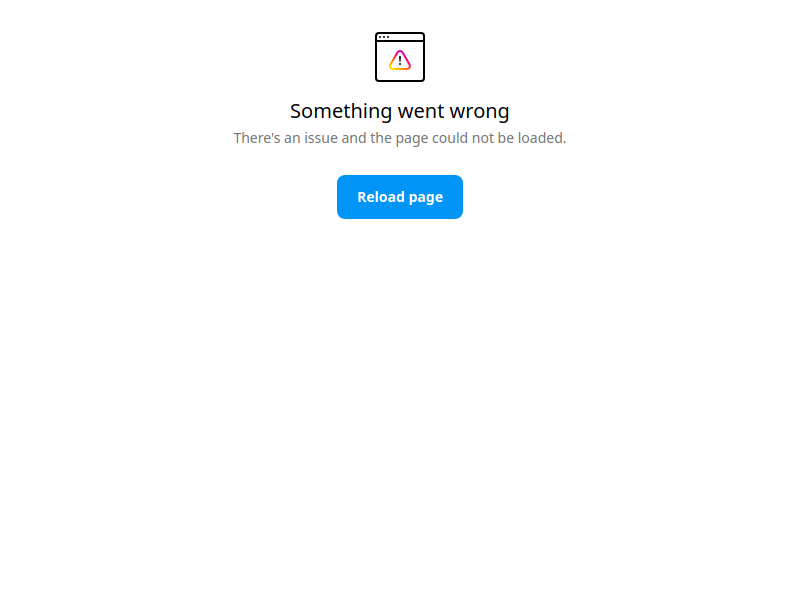 Something went wrong
There's an issue and the page could not be loaded.
Reload page